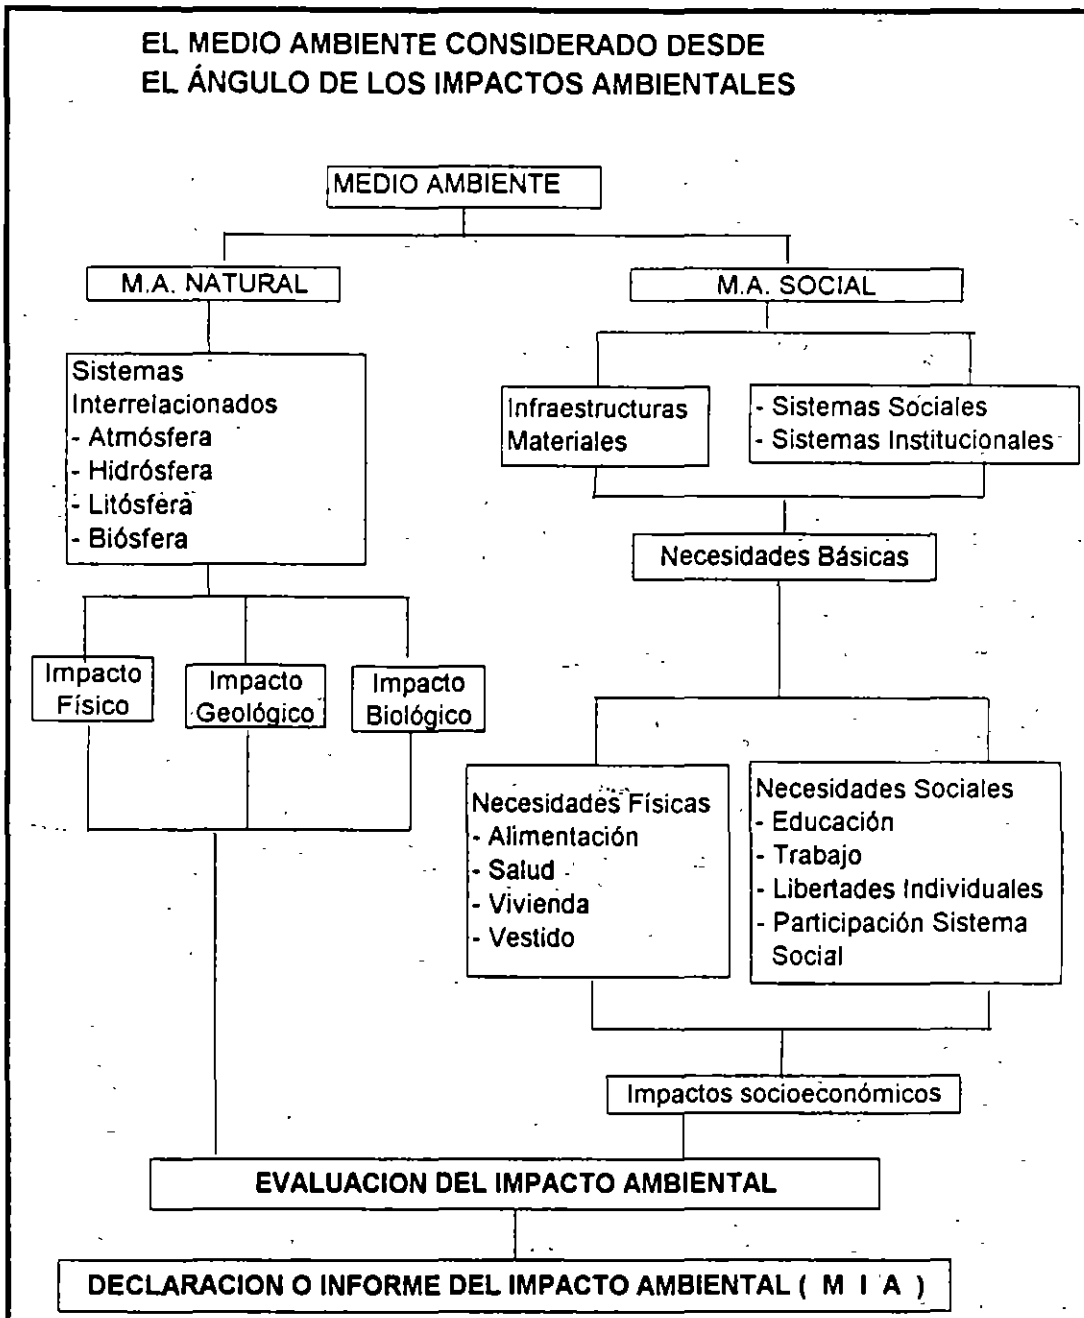 EL MEDIO AMBIENTE CONSIDERADO DESDE
EL ÁNGULO DE LOS IMPACTOS AMBIENTALES
MEDIO AMBIENTE
M.A. NATURAL
M.A. SOCIAL
Sistemas
Interrelacionados
- Atmósfera
- Hidrósfera
- Litósfera
- Biósfera
Infraestructuras
Materiales
- Sistemas Sociales
- Sistemas Institucionales
Necesidades Básicas
Impacto
Físico
Impacto
Geológico
Impacto
Biológico
Necesidades Físicas
- Alimentación
- Salud
- Vivienda
- Vestido
Necesidades Sociales
- Educación
- Trabajo
- Libertades Individuales
- Participación Sistema
Social
Impactos socioeconómicos
EVALUACION DEL IMPACTO AMBIENTAL
DECLARACION O INFORME DEL IMPACTO AMBIENTAL ( M I A )